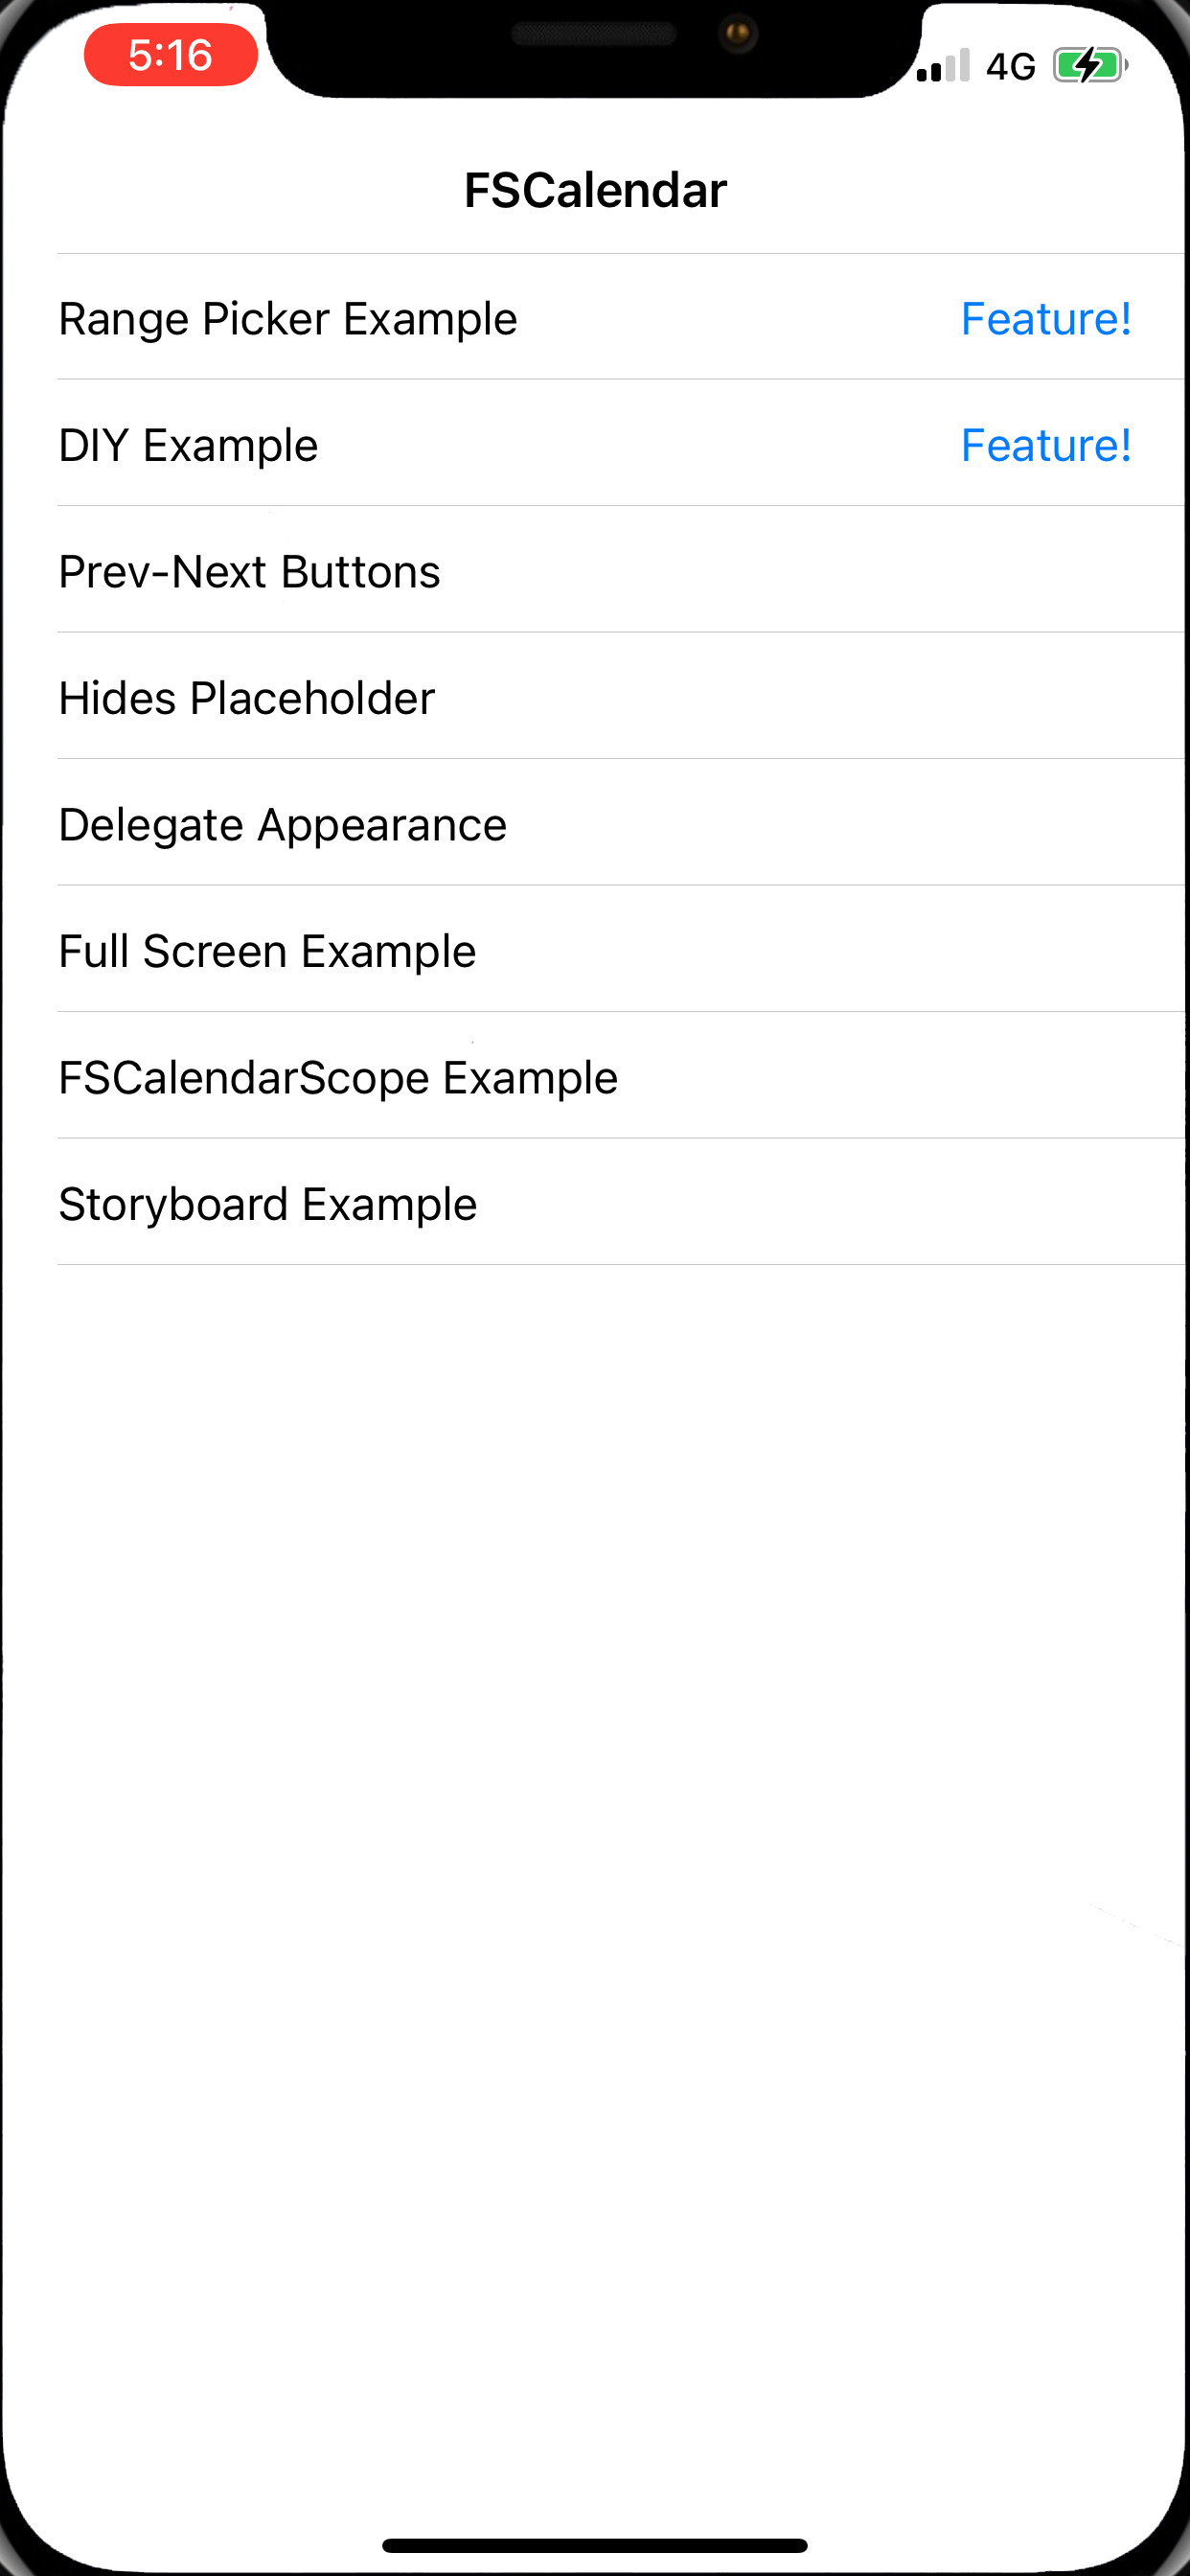 5:16
4G
FSCalendar
Range Picker Example Feature!
DIY Example Feature!
Prev-Next Buttons
Hides Placeholder
Delegate Appearance
Full Screen Example
FSCalendarScope Example
Storyboard Example